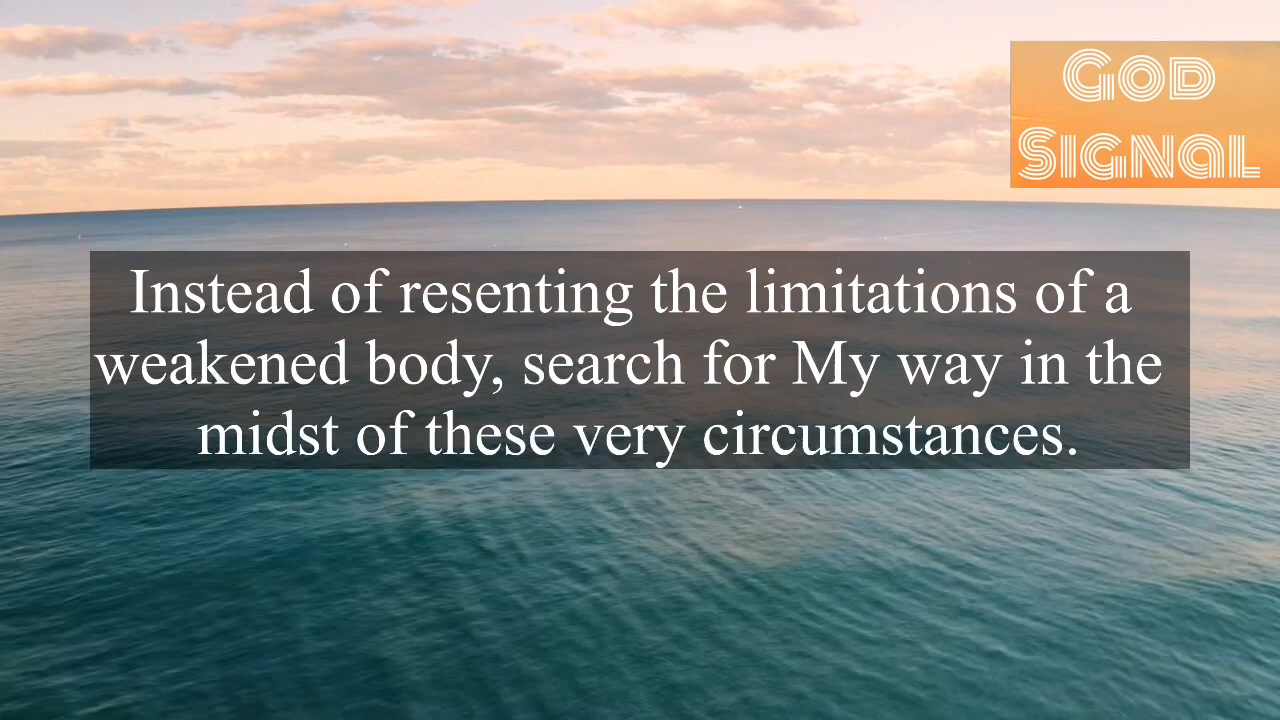 God
Signal
Instead of resenting the limitations of a
weakened body, search for My way in the
midst of these very circumstances.